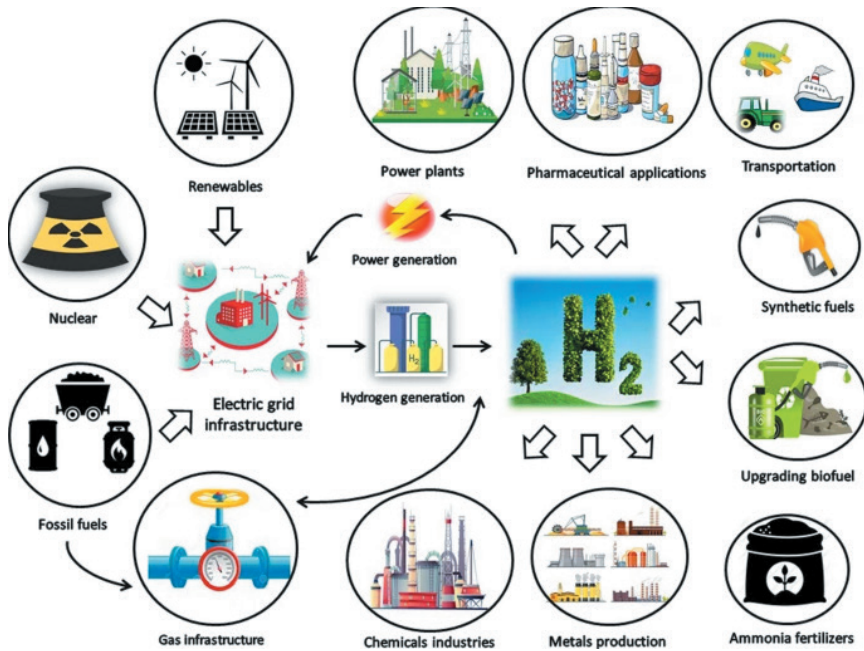 Renewables
Power plants
Pharmaceutical applications
Transportation
Nuclear
Power generation
Synthetic fuels
H2
H₂
Electric grid
infrastructure
Hydrogen generation
Fossil fuels
Upgrading biofuel
Gas infrastructure
Chemicals industries
Metals production
Ammonia fertilizers